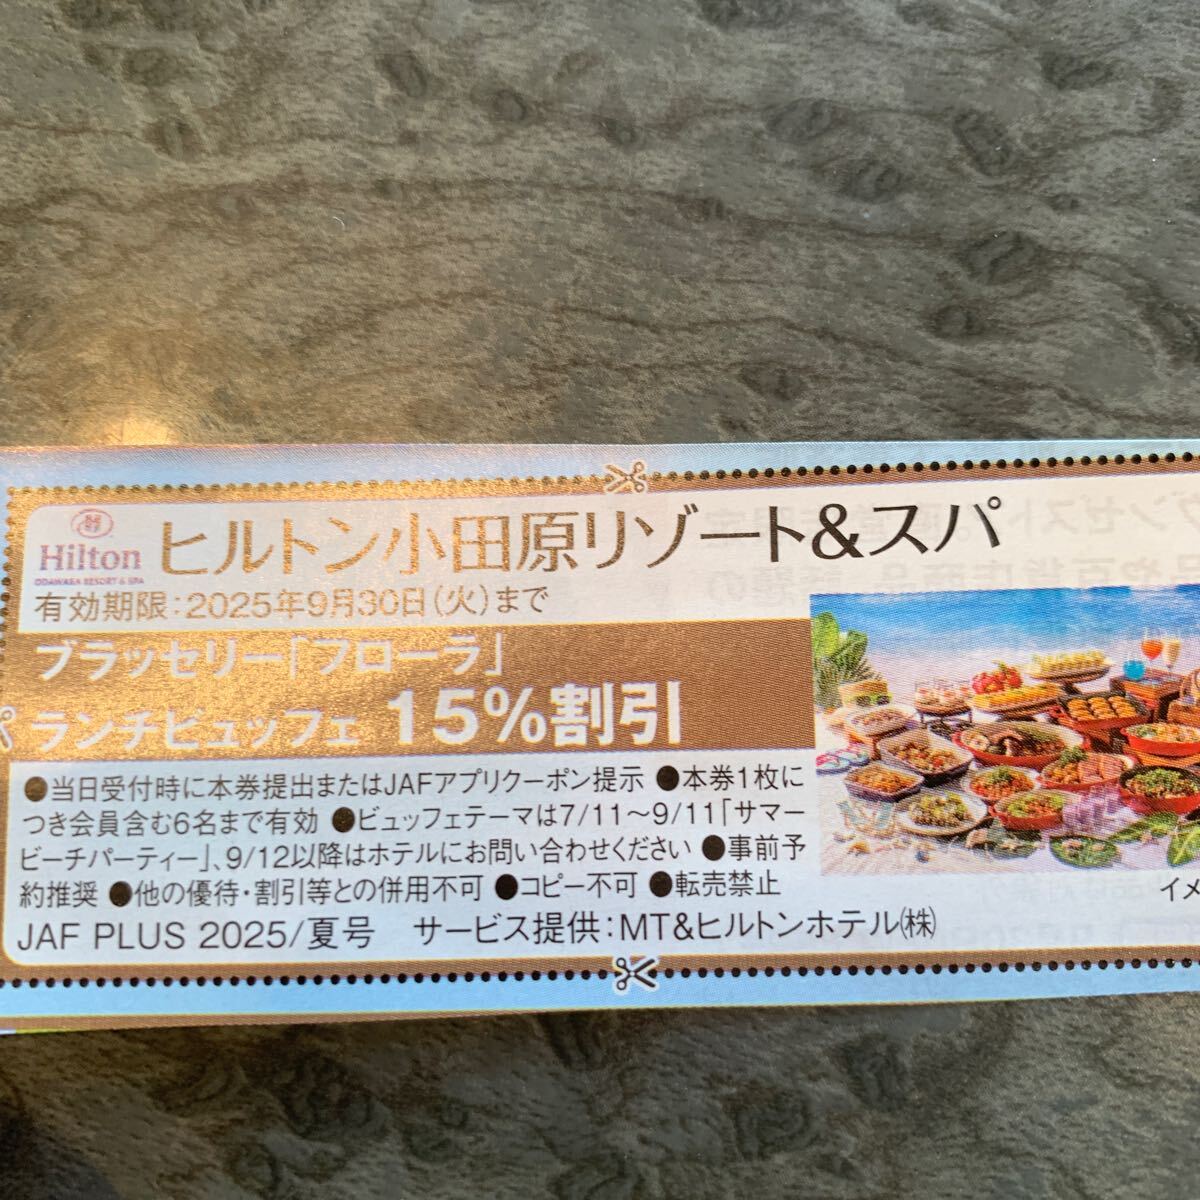 Hilton
ODAWARA RESORT & SPA
ヒルトン小田原リゾート&スパ
有効期限:2025年9月30日(火)まで
ブラッセリー「フローラ」
ランチビュッフェ 15%割引
●当日受付時に本券提出またはJAFアプリクーポン提示 ●本券1枚に
つき会員含む6名まで有効 ●ビュッフェテーマは7/11〜9/11「サマー
ビーチパーティー」、9/12以降はホテルにお問い合わせください ●事前予
約推奨 ●他の優待・割引等との併用不可 ●コピー不可 ●転売禁止
イメ
JAF PLUS 2025/夏号 サービス提供:MT&ヒルトンホテル㈱